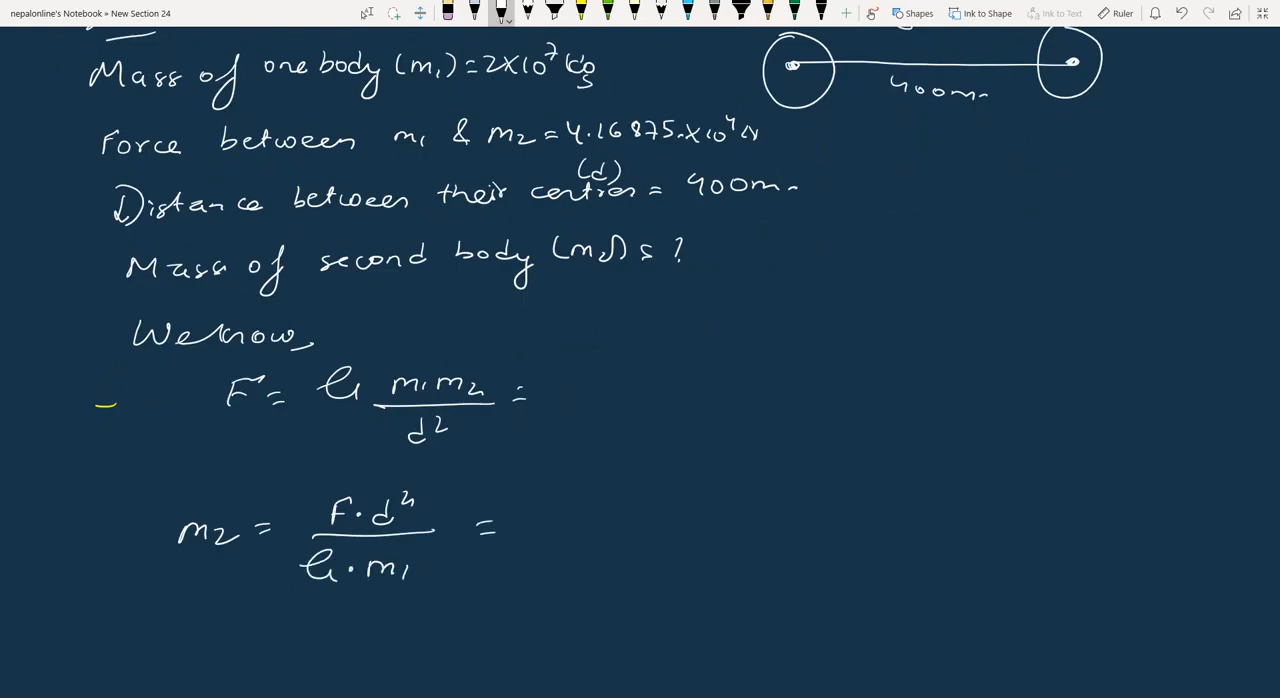 nepalonline's Notebook » New Section 24
Shapes Ink to Shape Ink to Text Ruler
Mass of one body (m₁) = 2×10⁷ kg
400m.
Force between m₁ & m₂ = 4.16875×10⁴ N
(d)
Distance between their centres = 400m.
Mass of second body (m₂) = ?
We know,
F = G m₁m₂ / d² =
m₂ = F·d² / G·m₁ =